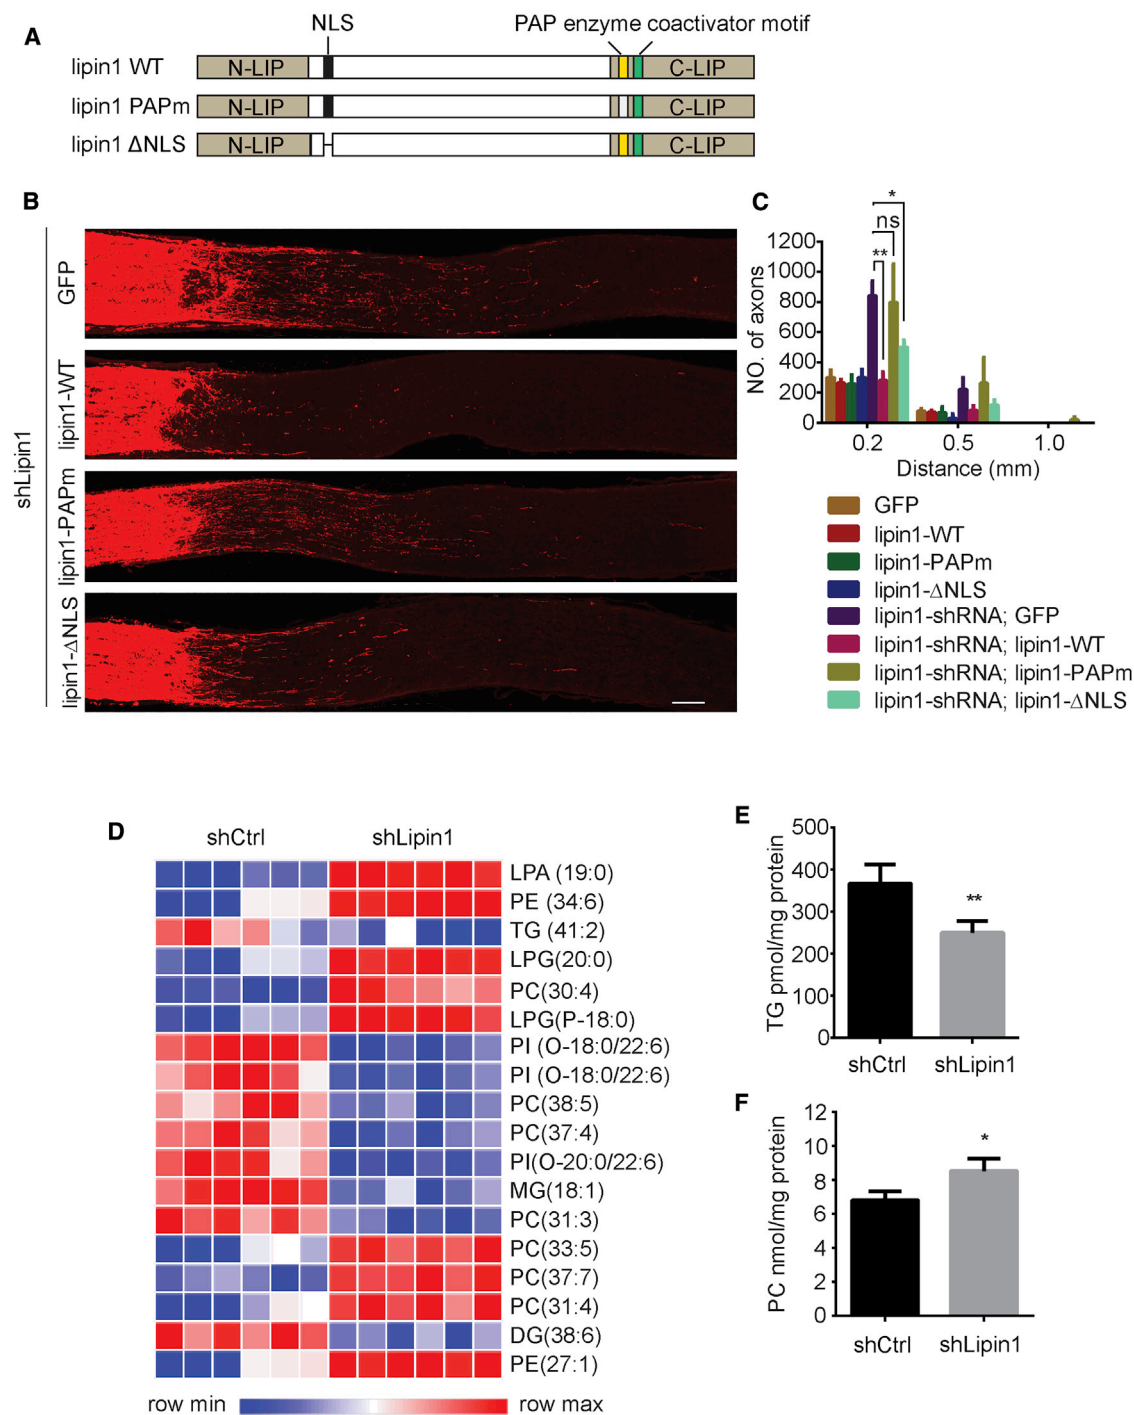 A
NLS
PAP enzyme coactivator motif
lipin1 WT
N-LIP
C-LIP
lipin1 PAPm
N-LIP
C-LIP
lipin1 ΔNLS
N-LIP
C-LIP
B
shLipin1
GFP
lipin1-WT
lipin1-PAPm
lipin1-ΔNLS
C
*
ns
**
NO. of axons
1200
1000
800
600
400
200
0
0.2
0.5
1.0
Distance (mm)
GFP
lipin1-WT
lipin1-PAPm
lipin1-ΔNLS
lipin1-shRNA; GFP
lipin1-shRNA; lipin1-WT
lipin1-shRNA; lipin1-PAPm
lipin1-shRNA; lipin1-ΔNLS
D
shCtrl
shLipin1
LPA (19:0)
PE (34:6)
TG (41:2)
LPG(20:0)
PC(30:4)
LPG(P-18:0)
PI (O-18:0/22:6)
PI (O-18:0/22:6)
PC(38:5)
PC(37:4)
PI(O-20:0/22:6)
MG(18:1)
PC(31:3)
PC(33:5)
PC(37:7)
PC(31:4)
DG(38:6)
PE(27:1)
row min
row max
E
TG pmol/mg protein
500
400
300
200
100
0
**
shCtrl
shLipin1
F
PC nmol/mg protein
12
10
8
6
4
2
0
*
shCtrl
shLipin1